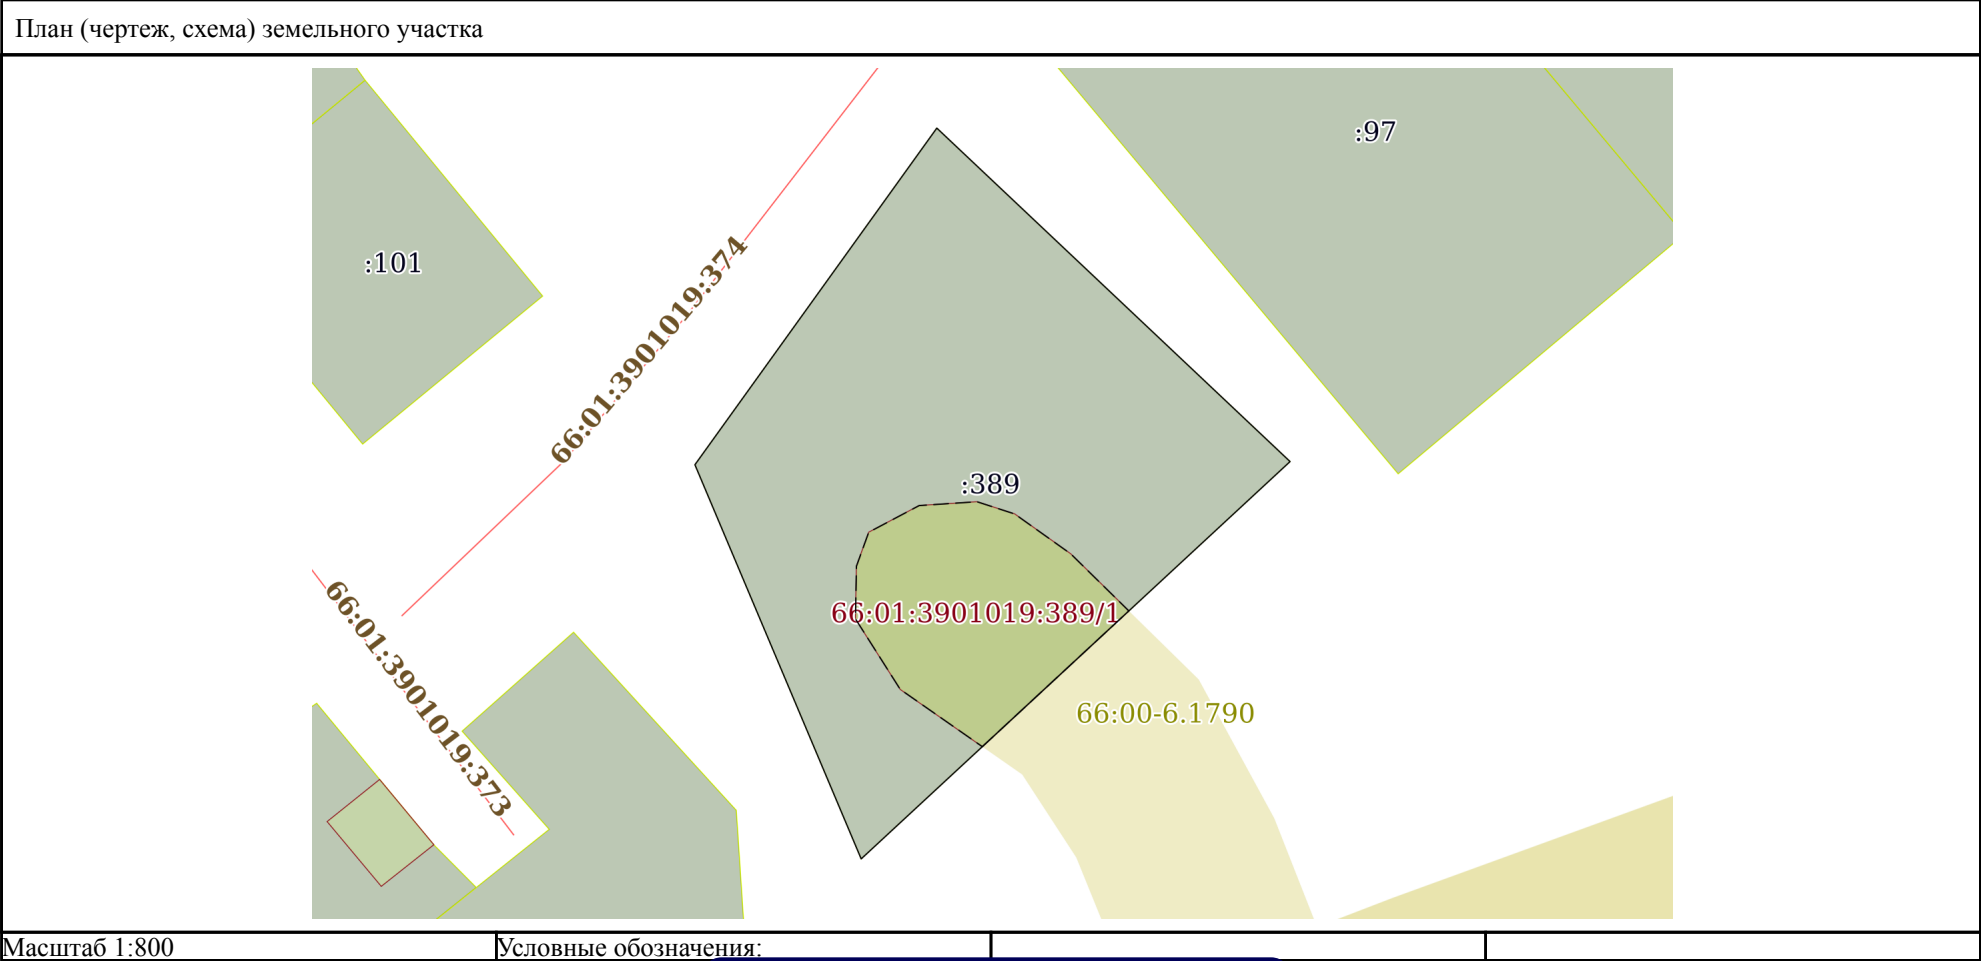 План (чертеж, схема) земельного участка
:97
:101
66:01:3901019:374
:389
66:01:3901019:389/1
66:01:3901019:373
66:00-6.1790
Масштаб 1:800
Условные обозначения: